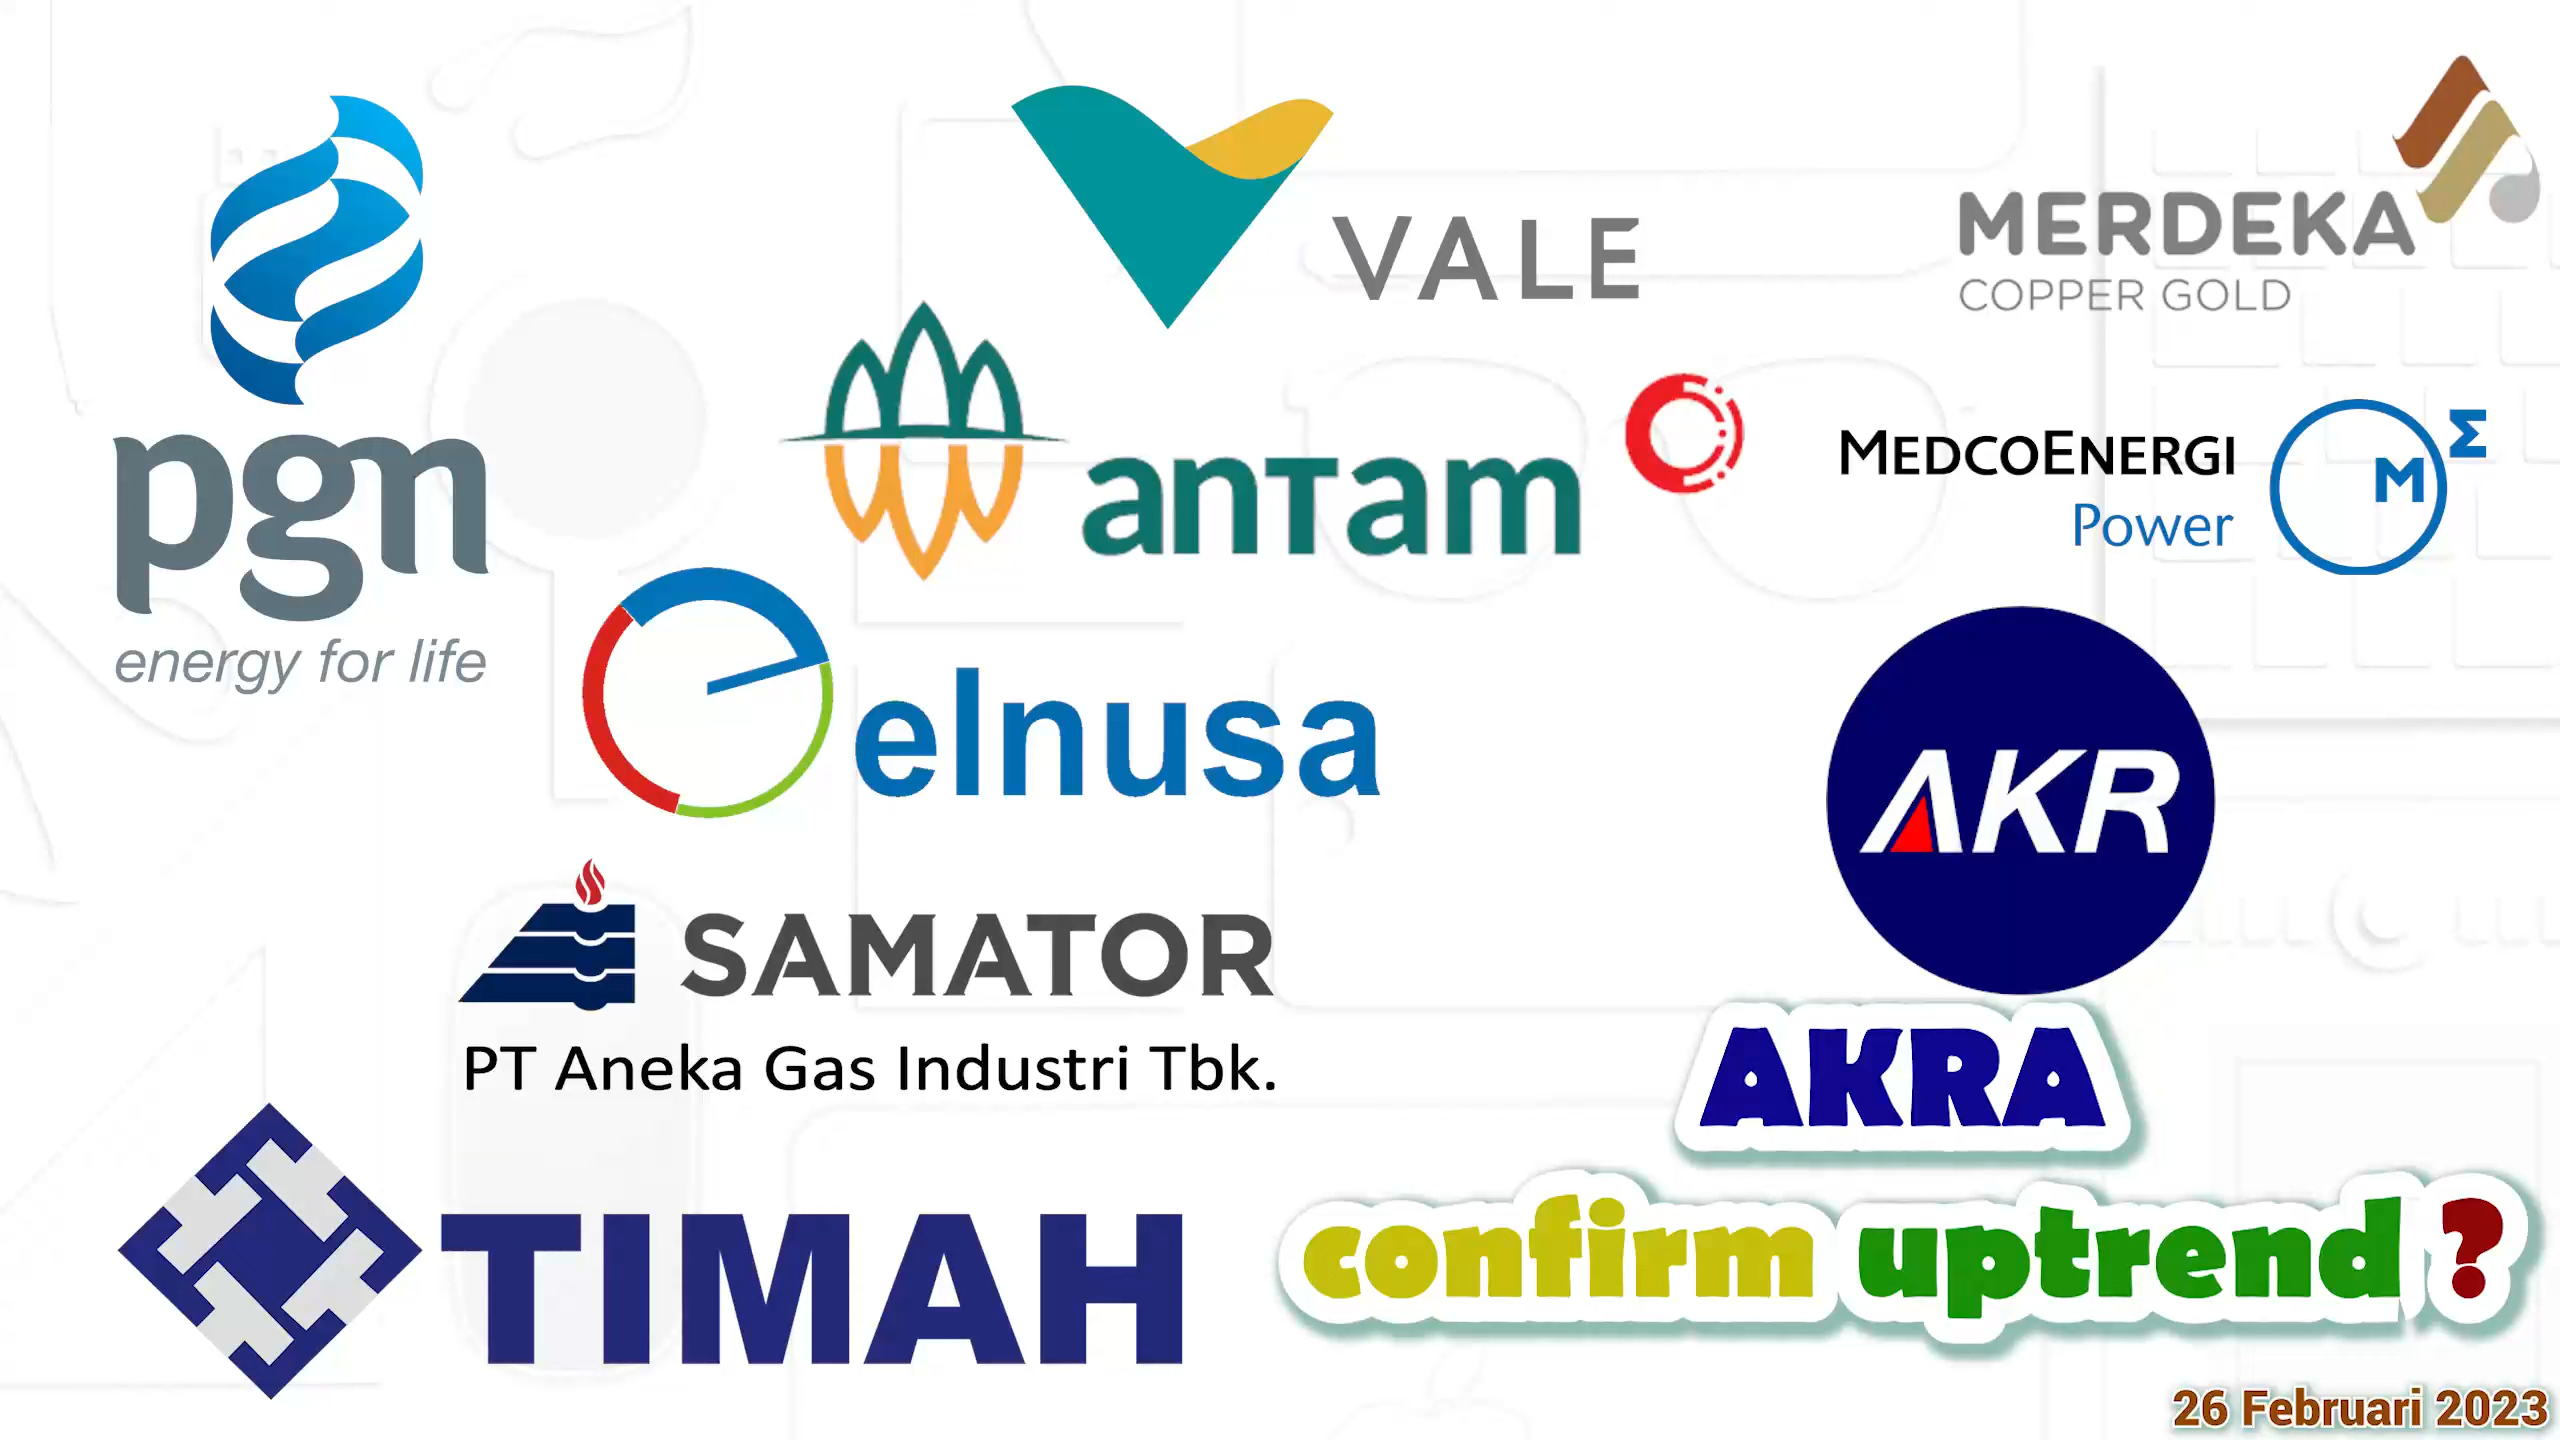 pgn
energy for life
VALE
MERDEKA
COPPER GOLD
antam
MEDCOENERGI
Power
M E
elnusa
AKR
SAMATOR
PT Aneka Gas Industri Tbk.
AKRA
TIMAH
confirm uptrend ?
26 Februari 2023